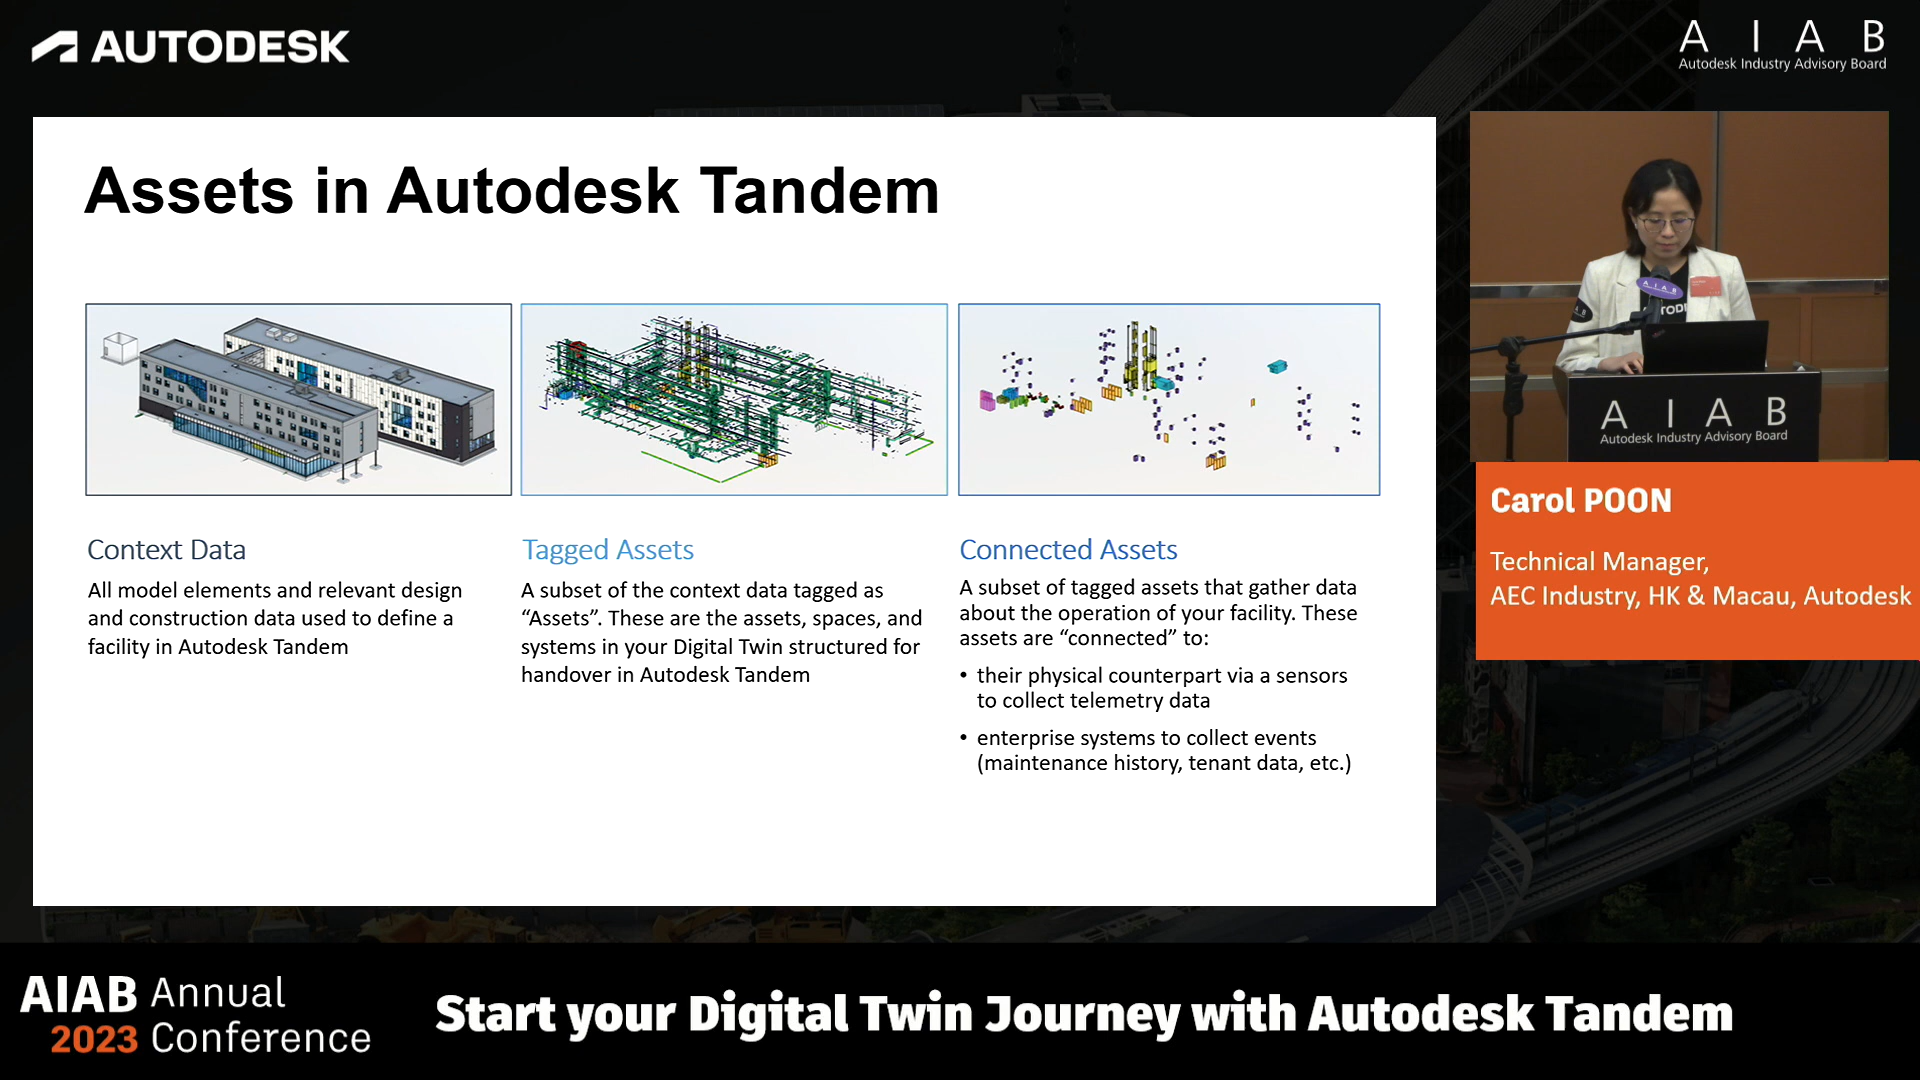 AUTODESK
A I A B
Autodesk Industry Advisory Board
Assets in Autodesk Tandem
Context Data
All model elements and relevant design
and construction data used to define a
facility in Autodesk Tandem
Tagged Assets
A subset of the context data tagged as
“Assets”. These are the assets, spaces, and
systems in your Digital Twin structured for
handover in Autodesk Tandem
Connected Assets
A subset of tagged assets that gather data
about the operation of your facility. These
assets are “connected” to:
• their physical counterpart via a sensors
to collect telemetry data
• enterprise systems to collect events
(maintenance history, tenant data, etc.)
A I A B
A I A B
Autodesk Industry Advisory Board
Carol POON
Technical Manager,
AEC Industry, HK & Macau, Autodesk
AIAB Annual
2023 Conference
Start your Digital Twin Journey with Autodesk Tandem